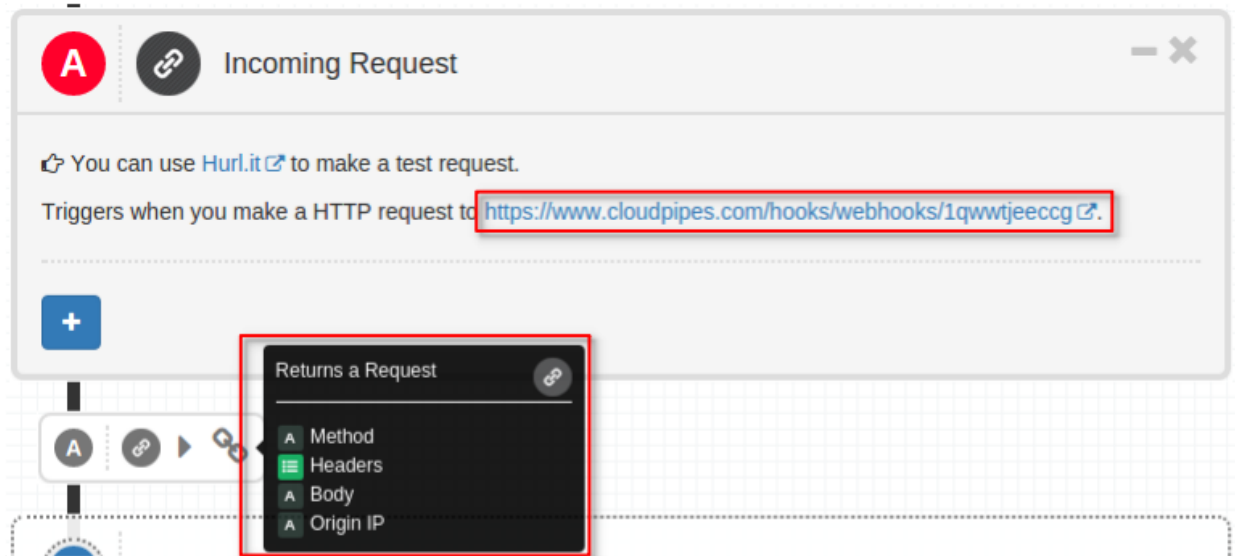 A Incoming Request
You can use Hurl.it to make a test request.
Triggers when you make a HTTP request to https://www.cloudpipes.com/hooks/webhooks/1qwwtjeeccg.
Returns a Request
A
A Method
Headers
A Body
A Origin IP